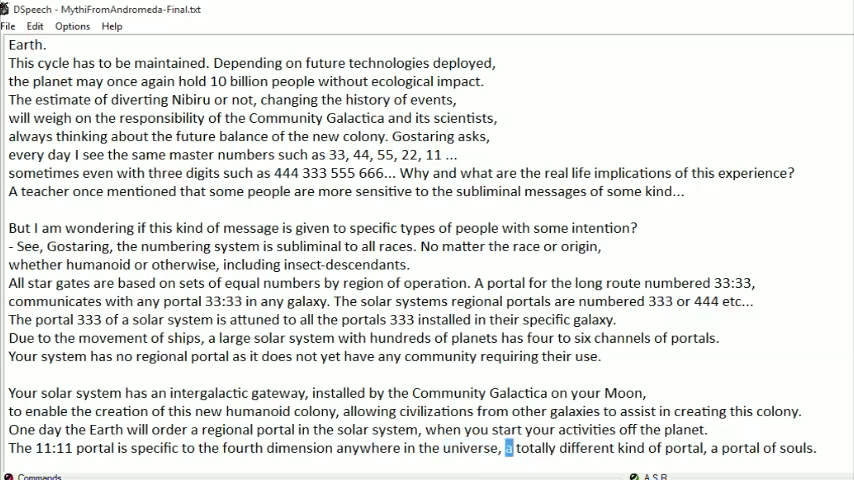 DSpeech - MythiFromAndromeda-Final.txt
File Edit Options Help
Earth.
This cycle has to be maintained. Depending on future technologies deployed,
the planet may once again hold 10 billion people without ecological impact.
The estimate of diverting Nibiru or not, changing the history of events,
will weigh on the responsibility of the Community Galactica and its scientists,
always thinking about the future balance of the new colony. Gostaring asks,
every day I see the same master numbers such as 33, 44, 55, 22, 11 ...
sometimes even with three digits such as 444 333 555 666... Why and what are the real life implications of this experience?
A teacher once mentioned that some people are more sensitive to the subliminal messages of some kind...
But I am wondering if this kind of message is given to specific types of people with some intention?
- See, Gostaring, the numbering system is subliminal to all races. No matter the race or origin,
whether humanoid or otherwise, including insect-descendants.
All star gates are based on sets of equal numbers by region of operation. A portal for the long route numbered 33:33,
communicates with any portal 33:33 in any galaxy. The solar systems regional portals are numbered 333 or 444 etc...
The portal 333 of a solar system is attuned to all the portals 333 installed in their specific galaxy.
Due to the movement of ships, a large solar system with hundreds of planets has four to six channels of portals.
Your system has no regional portal as it does not yet have any community requiring their use.
Your solar system has an intergalactic gateway, installed by the Community Galactica on your Moon,
to enable the creation of this new humanoid colony, allowing civilizations from other galaxies to assist in creating this colony.
One day the Earth will order a regional portal in the solar system, when you start your activities off the planet.
The 11:11 portal is specific to the fourth dimension anywhere in the universe, a totally different kind of portal, a portal of souls.
Commands A.S.R.